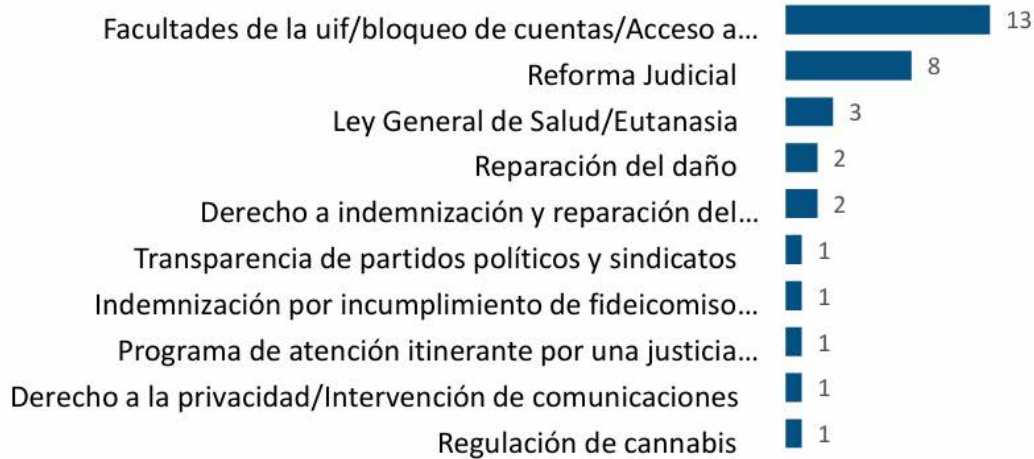 Facultades de la uif/bloqueo de cuentas/Acceso a... 13
Reforma Judicial 8
Ley General de Salud/Eutanasia 3
Reparación del daño 2
Derecho a indemnización y reparación del... 2
Transparencia de partidos políticos y sindicatos 1
Indemnización por incumplimiento de fideicomiso... 1
Programa de atención itinerante por una justicia... 1
Derecho a la privacidad/Intervención de comunicaciones 1
Regulación de cannabis 1